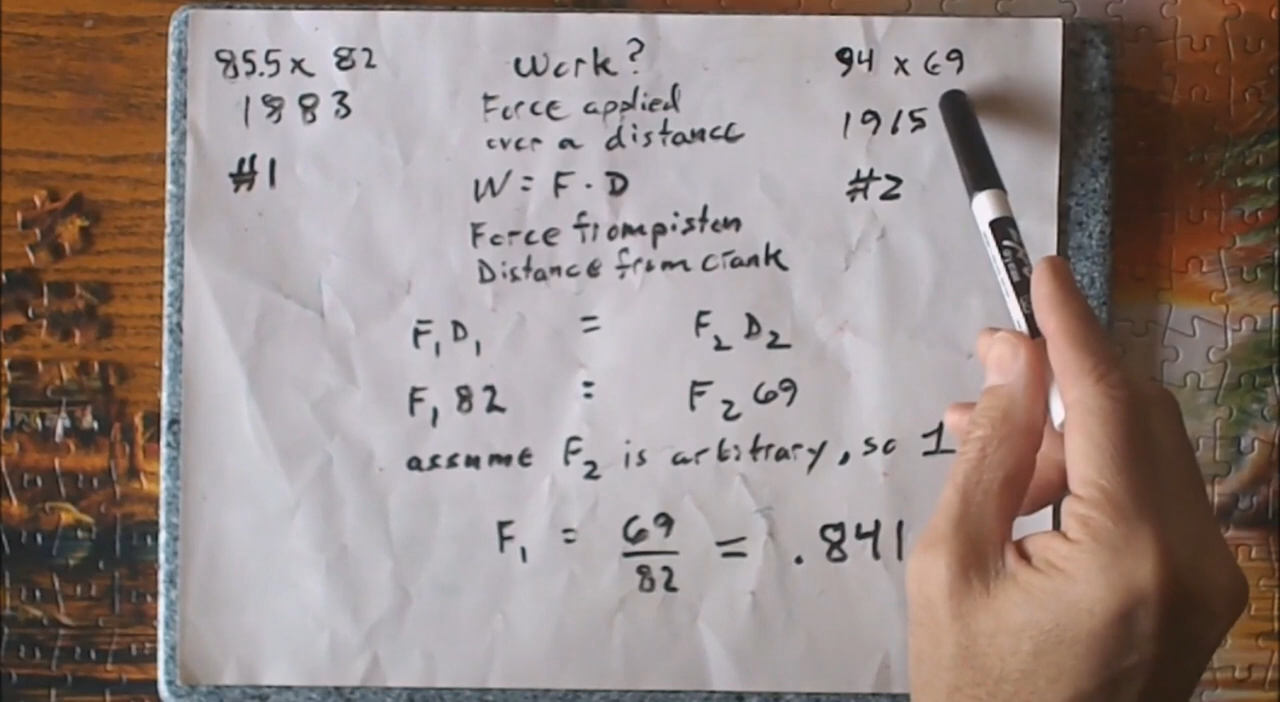 85.5 x 82
1883
#1
Work?
Force applied
over a distance
W = F · D
Force from piston
Distance from crank
94 x 69
1915
#2
F₁ D₁ = F₂ D₂
F₁ 82 = F₂ 69
assume F₂ is arbitrary, so 1
F₁ = 69/82 = .841